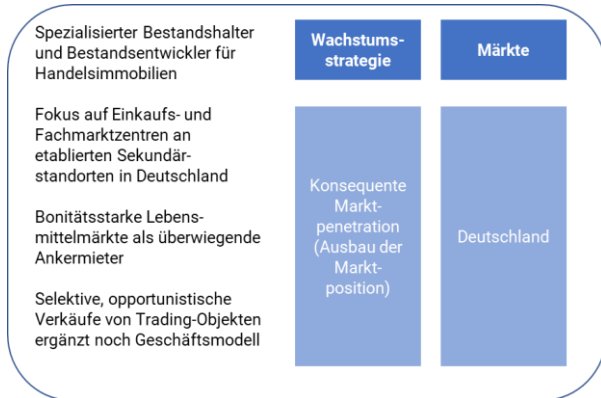 Spezialisierter Bestandshalter
und Bestandsentwickler für
Handelsimmobilien
Fokus auf Einkaufs- und
Fachmarktzentren an
etablierten Sekundär-
standorten in Deutschland
Bonitätsstarke Lebens-
mittelmärkte als überwiegende
Ankermieter
Selektive, opportunistische
Verkäufe von Trading-Objekten
ergänzt noch Geschäftsmodell
Wachstums-
strategie
Konsequente
Markt-
penetration
(Ausbau der
Markt-
position)
Märkte
Deutschland